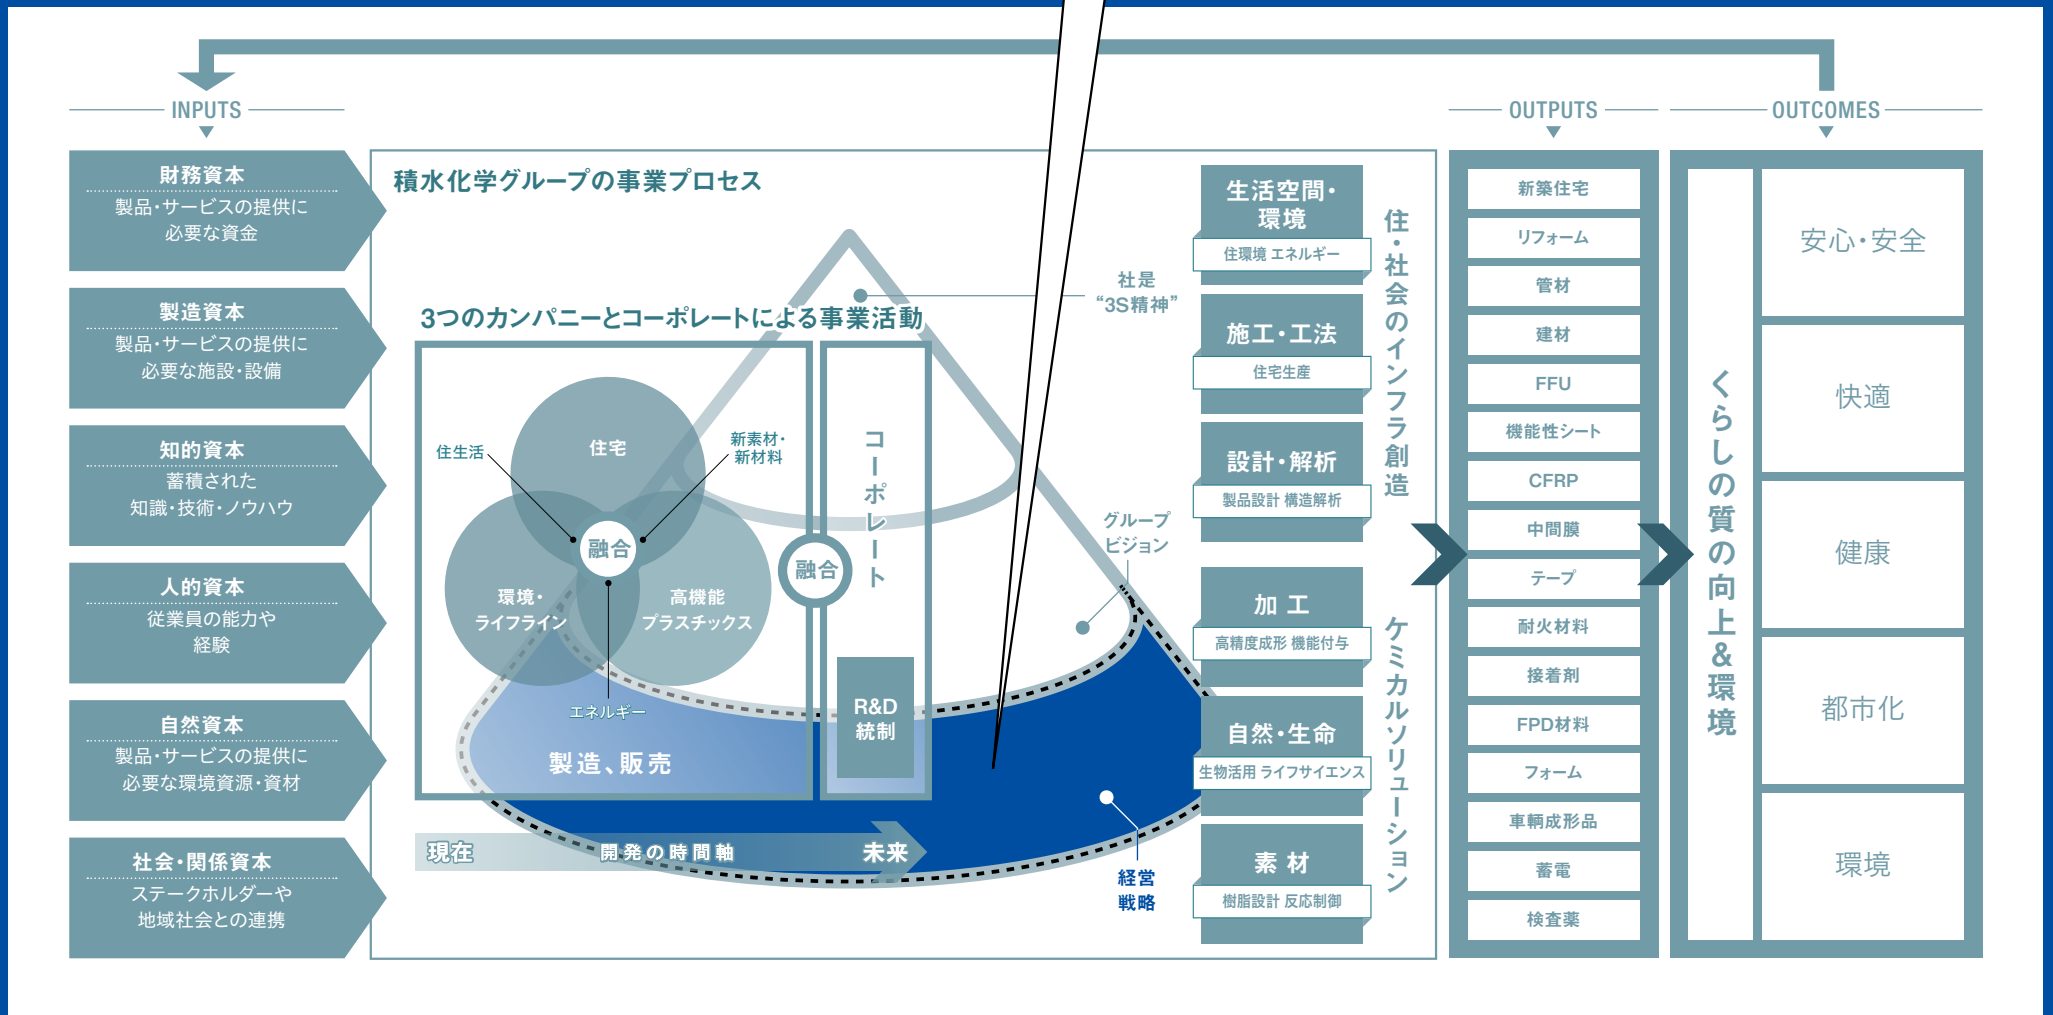 INPUTS
財務資本
製品・サービスの提供に
必要な資金
製造資本
製品・サービスの提供に
必要な施設・設備
知的資本
蓄積された
知識・技術・ノウハウ
人的資本
従業員の能力や
経験
自然資本
製品・サービスの提供に
必要な環境資源・資材
社会・関係資本
ステークホルダーや
地域社会との連携
積水化学グループの事業プロセス
社是
“3S精神”
3つのカンパニーとコーポレートによる事業活動
住宅
住生活
新素材・
新材料
融合
環境・
ライフライン
高機能
プラスチックス
エネルギー
製造、販売
融合
コーポレート
R&D
統制
グループ
ビジョン
経営
戦略
現在
開発の時間軸
未来
生活空間・
環境
住環境 エネルギー
施工・工法
住宅生産
設計・解析
製品設計 構造解析
加 工
高精度成形 機能付与
自然・生命
生物活用 ライフサイエンス
素 材
樹脂設計 反応制御
住・社会のインフラ創造
ケミカルソリューション
OUTPUTS
新築住宅
リフォーム
管材
建材
FFU
機能性シート
CFRP
中間膜
テープ
耐火材料
接着剤
FPD材料
フォーム
車輌成形品
蓄電
検査薬
OUTCOMES
くらしの質の向上&環境
安心・安全
快適
健康
都市化
環境